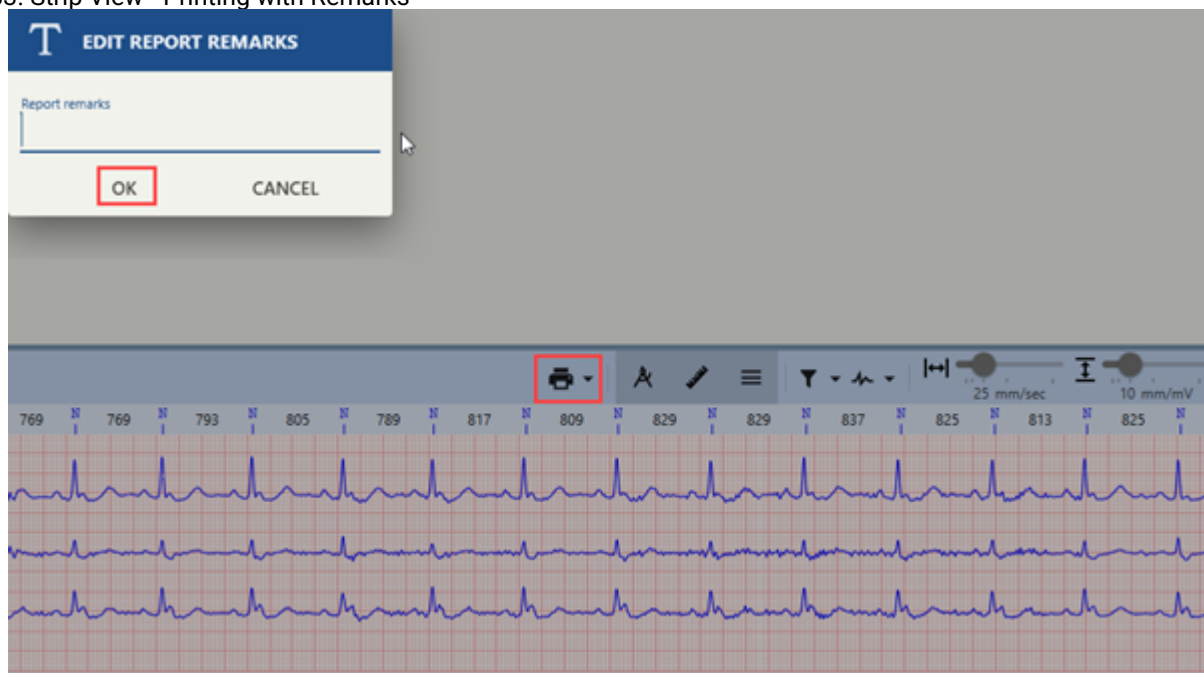 Strip View - Printing with Remarks
T EDIT REPORT REMARKS
Report remarks
OK CANCEL
25 mm/sec 10 mm/mV
769 N 769 N 793 N 805 N 789 N 817 N 809 N 829 N 829 N 837 N 825 N 813 N 825 N